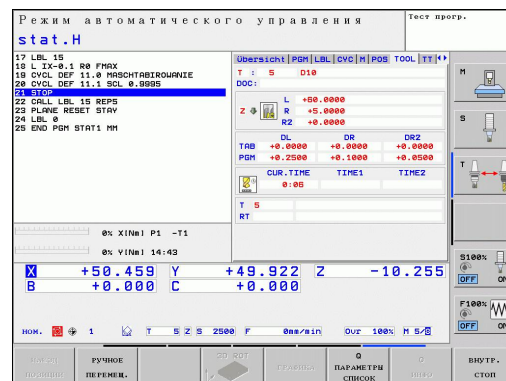 Режим автоматического управления
Тест прогр.
stat.H
17 LBL 15
18 L IX-0.1 R0 FMAX
19 CYCL DEF 11.0 MASCHTABIROWANIE
20 CYCL DEF 11.1 SCL 0.9995
21 STOP
22 CALL LBL 15 REP5
23 PLANE RESET STAY
24 LBL 0
25 END PGM STAT1 MM
Übersicht PGM LBL CYC M POS TOOL TT
T : 5 D10
DOC:
L +60.0000
Z R +5.0000
R2 +0.0000
DL DR DR2
TAB +0.0000 +0.0000 +0.0000
PGM +0.2500 +0.1000 +0.0500
CUR.TIME TIME1 TIME2
0:06
T 5
RT
0% X[Nm] P1 -T1
0% Y[Nm] 14:43
X +50.459 Y +49.922 Z -10.255
B +0.000 C +0.000
НОМ. 1 T 5 Z S 2500 F 0mm/min Ovr 100% M 5/8
M
S
T
S100%
OFF ON
F100%
OFF ON
РУЧНОЕ ПЕРЕМЕЩ.
3D ROT
Q ПАРАМЕТРЫ СПИСОК
ВНУТР. СТОП